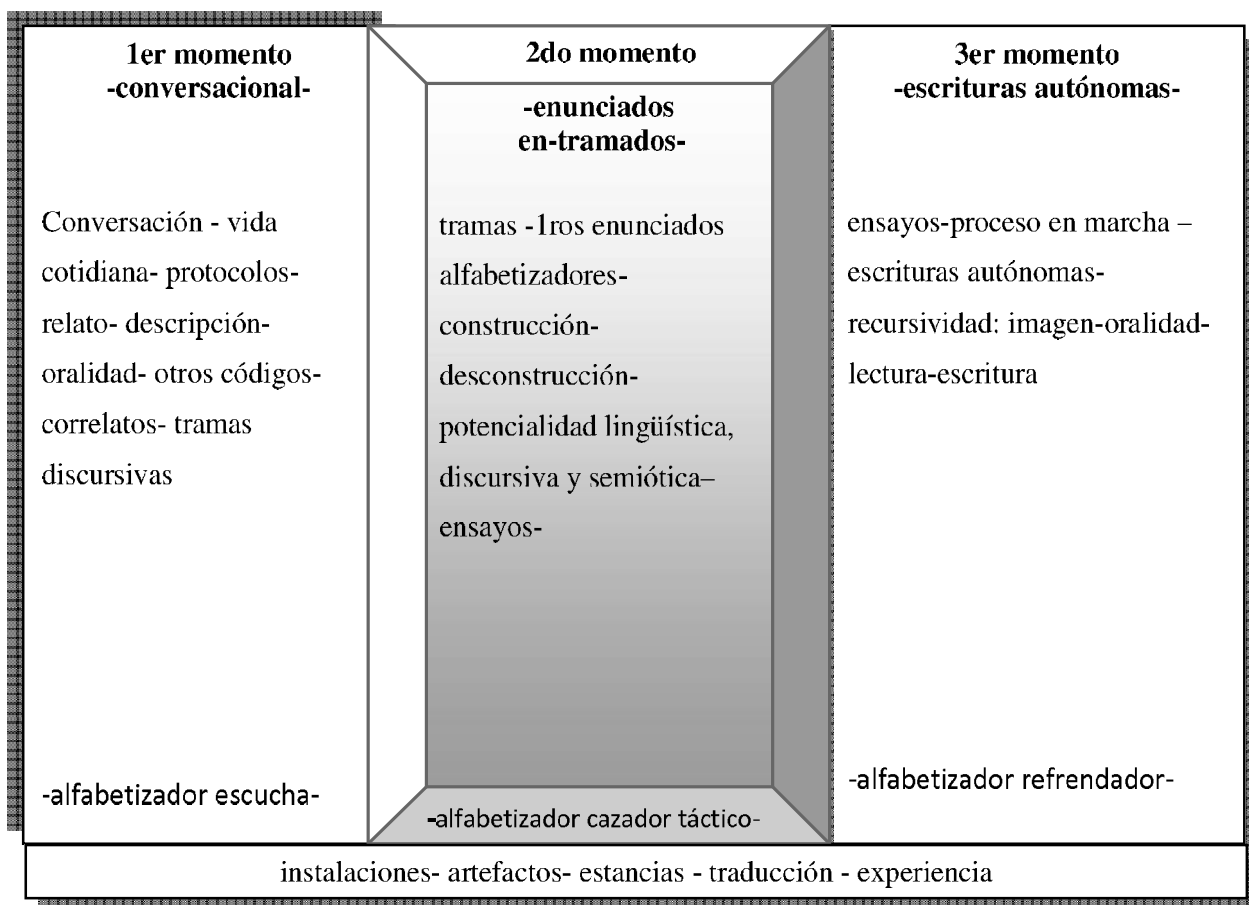 1er momento
-conversacional-
Conversación - vida
cotidiana- protocolos-
relato- descripción-
oralidad- otros códigos-
correlatos- tramas
discursivas
-alfabetizador escucha-
2do momento
-enunciados
en-tramados-
tramas -1ros enunciados
alfabetizadores-
construcción-
desconstrucción-
potencialidad lingüística,
discursiva y semiótica–
ensayos-
-alfabetizador cazador táctico-
3er momento
-escrituras autónomas-
ensayos-proceso en marcha –
escrituras autónomas-
recursividad: imagen-oralidad-
lectura-escritura
-alfabetizador refrendador-
instalaciones- artefactos- estancias - traducción - experiencia